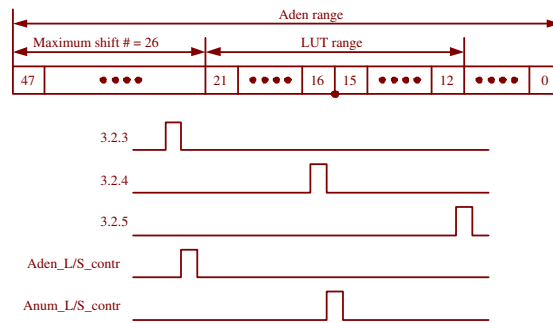 Aden range
Maximum shift # = 26 LUT range
47 •••• 21 •••• 16 15 •••• 12 •••• 0
3.2.3
3.2.4
3.2.5
Aden_L/S_contr
Anum_L/S_contr